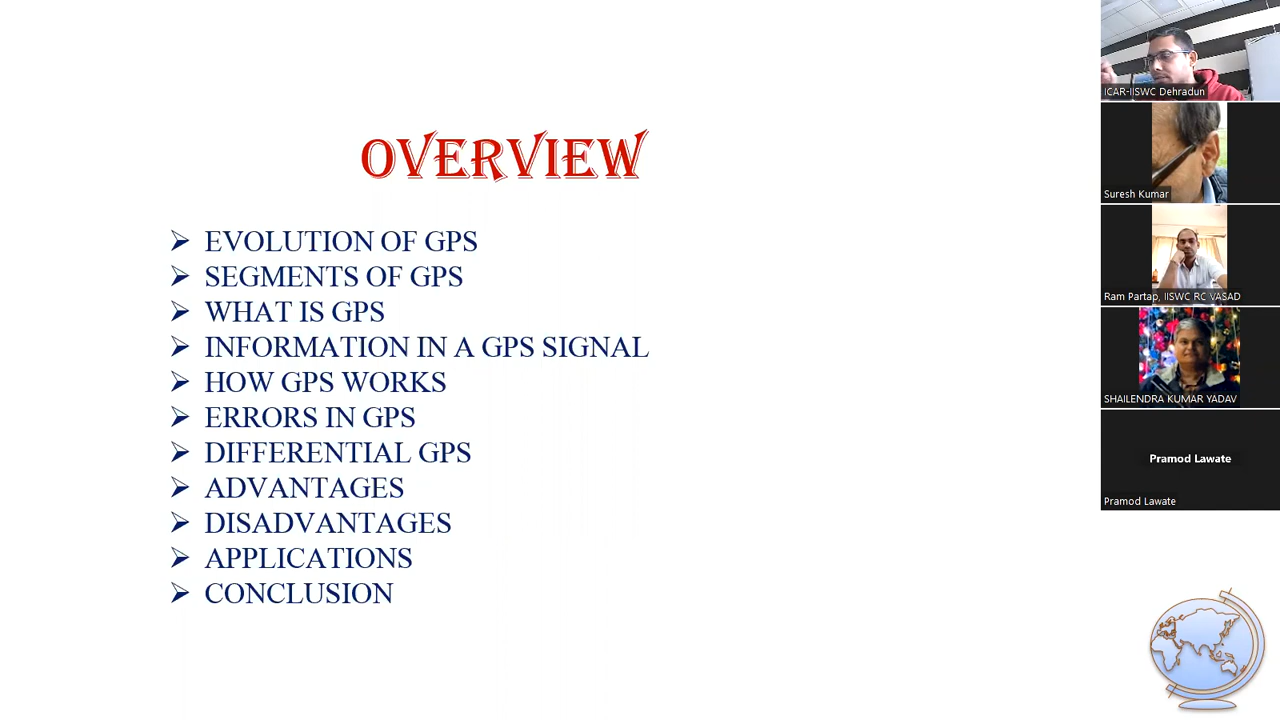 OVERVIEW
EVOLUTION OF GPS
SEGMENTS OF GPS
WHAT IS GPS
INFORMATION IN A GPS SIGNAL
HOW GPS WORKS
ERRORS IN GPS
DIFFERENTIAL GPS
ADVANTAGES
DISADVANTAGES
APPLICATIONS
CONCLUSION
ICAR-IISWC Dehradun
Suresh Kumar
Ram Partap, IISWC RC VASAD
SHAILENDRA KUMAR YADAV
Pramod Lawate
Pramod Lawate